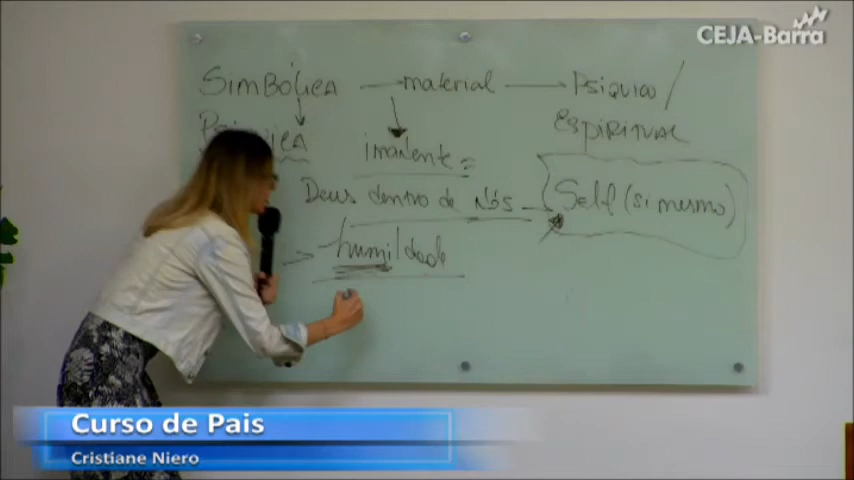 CEJA-Barra
SIMBÓLICA → material → PSIQUICO /
ESPIRITUAL
imanente =
Deus dentro de Nós – Self (si mesmo)
→ humildade
Curso de Pais
Cristiane Niero